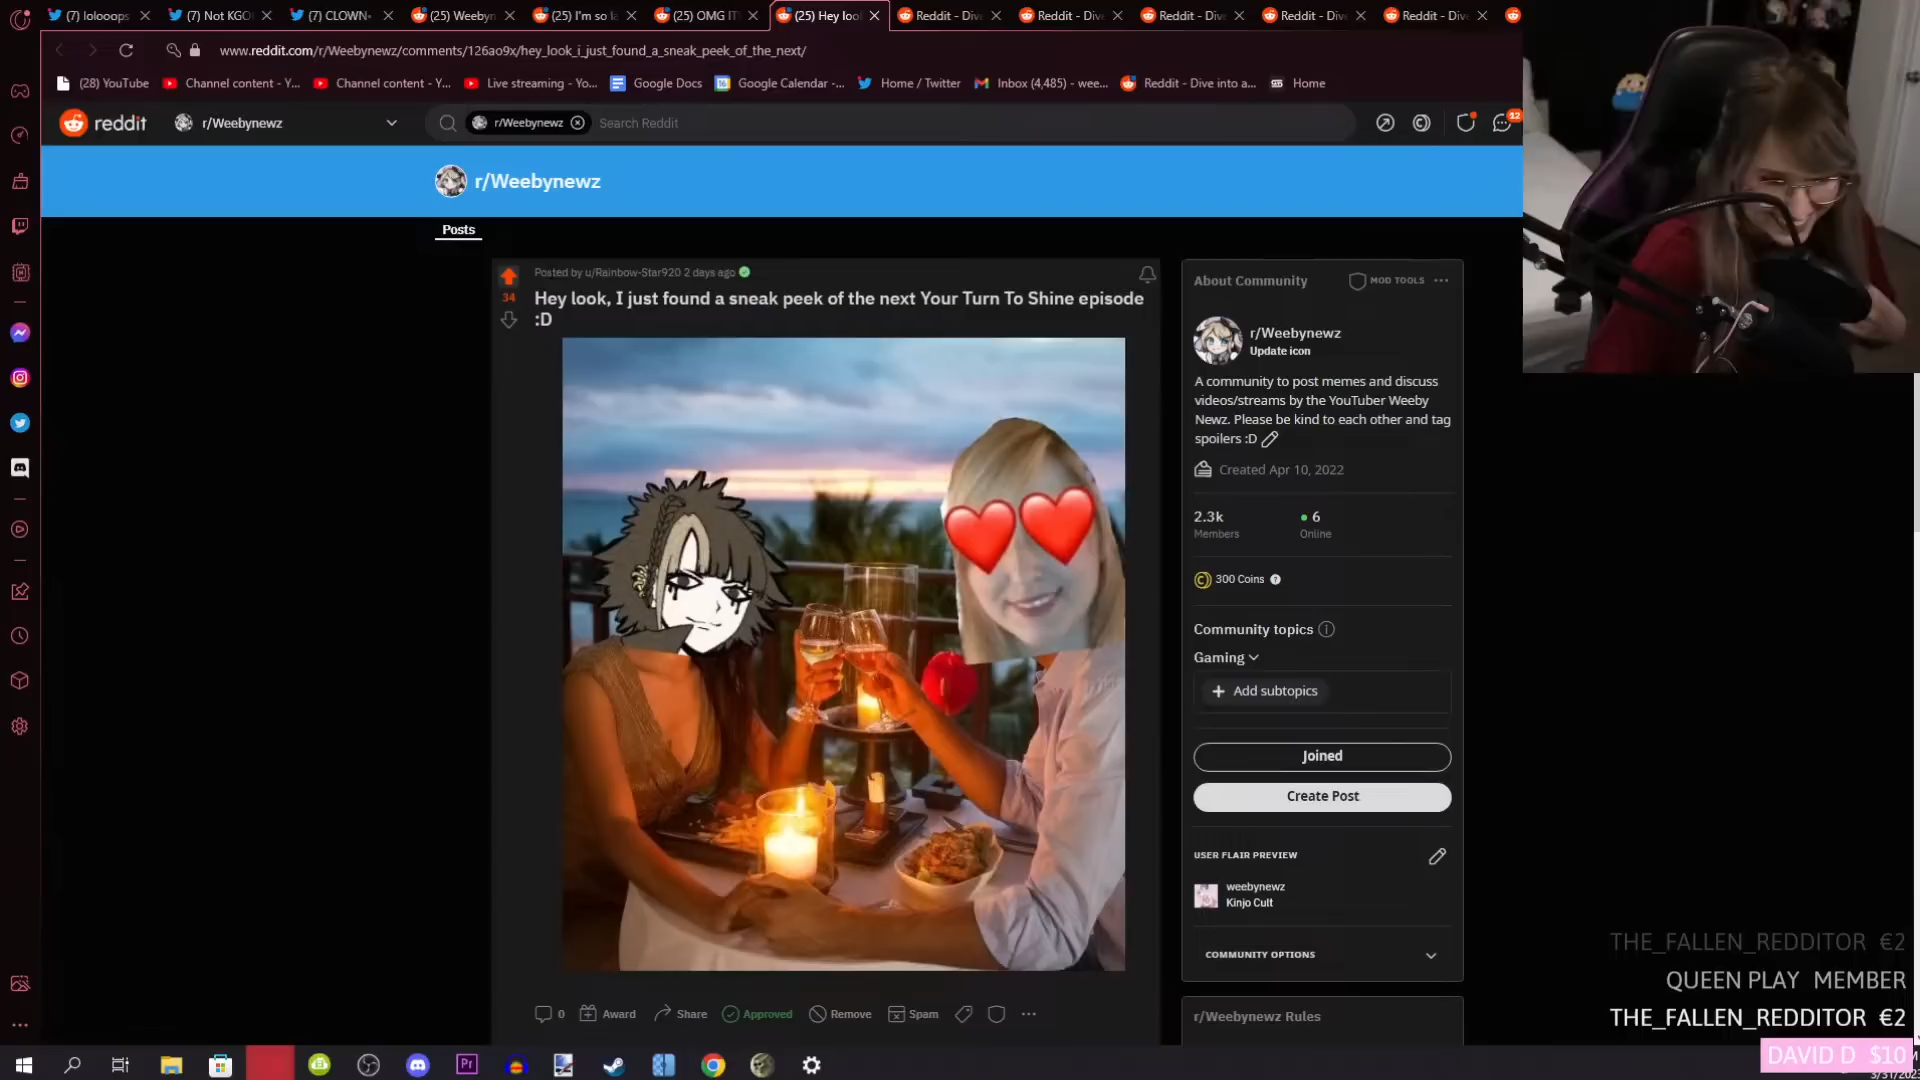 (7) loloops
(7) Not KGO
(7) CLOWN
(25) Weebyn
(25) I'm so la
(25) OMG IT
(25) Hey loo
Reddit - Dive
Reddit - Dive
Reddit - Dive
Reddit - Dive
Reddit - Dive
www.reddit.com/r/Weebynewz/comments/126ao9x/hey_look_i_just_found_a_sneak_peek_of_the_next/
(28) YouTube
Channel content - Y...
Channel content - Y...
Live streaming - Yo...
Google Docs
Google Calendar -...
Home / Twitter
Inbox (4,485) - wee...
Reddit - Dive into a...
Home
reddit
r/Weebynewz
r/Weebynewz
Search Reddit
12
r/Weebynewz
Posts
Posted by u/Rainbow-Star920 2 days ago
34
Hey look, I just found a sneak peek of the next Your Turn To Shine episode
:D
0
Award
Share
Approved
Remove
Spam
About Community
MOD TOOLS
r/Weebynewz
Update icon
A community to post memes and discuss
videos/streams by the YouTuber Weeby
Newz. Please be kind to each other and tag
spoilers :D
Created Apr 10, 2022
2.3k
Members
6
Online
300 Coins
Community topics
Gaming
Add subtopics
Joined
Create Post
USER FLAIR PREVIEW
weebynewz
Kinjo Cult
COMMUNITY OPTIONS
r/Weebynewz Rules
THE_FALLEN_REDDITOR €2
QUEEN PLAY MEMBER
THE_FALLEN_REDDITOR €2
DAVID D $10
Pr